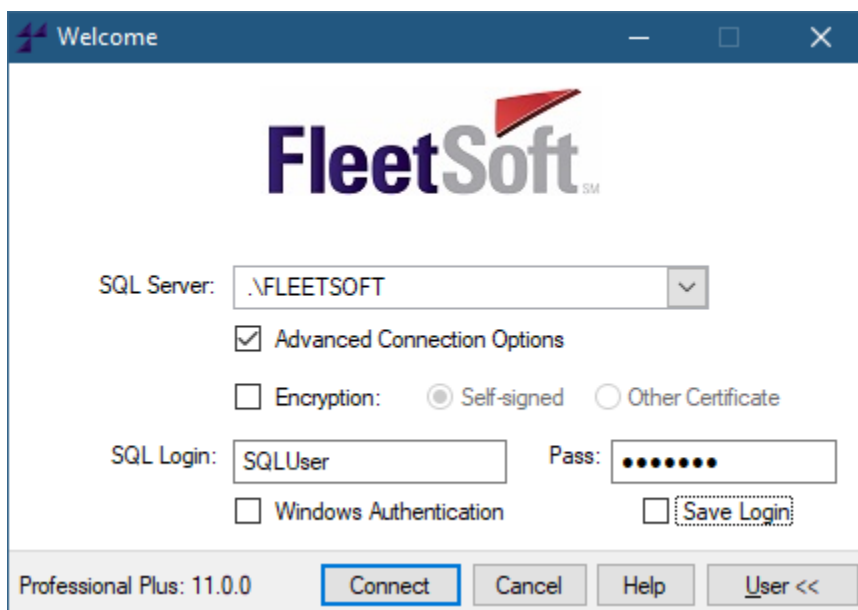 Welcome
FleetSoft SM
SQL Server: .\FLEETSOFT
Advanced Connection Options
Encryption: Self-signed Other Certificate
SQL Login: SQLUser Pass: •••••••
Windows Authentication Save Login
Professional Plus: 11.0.0 Connect Cancel Help User <<